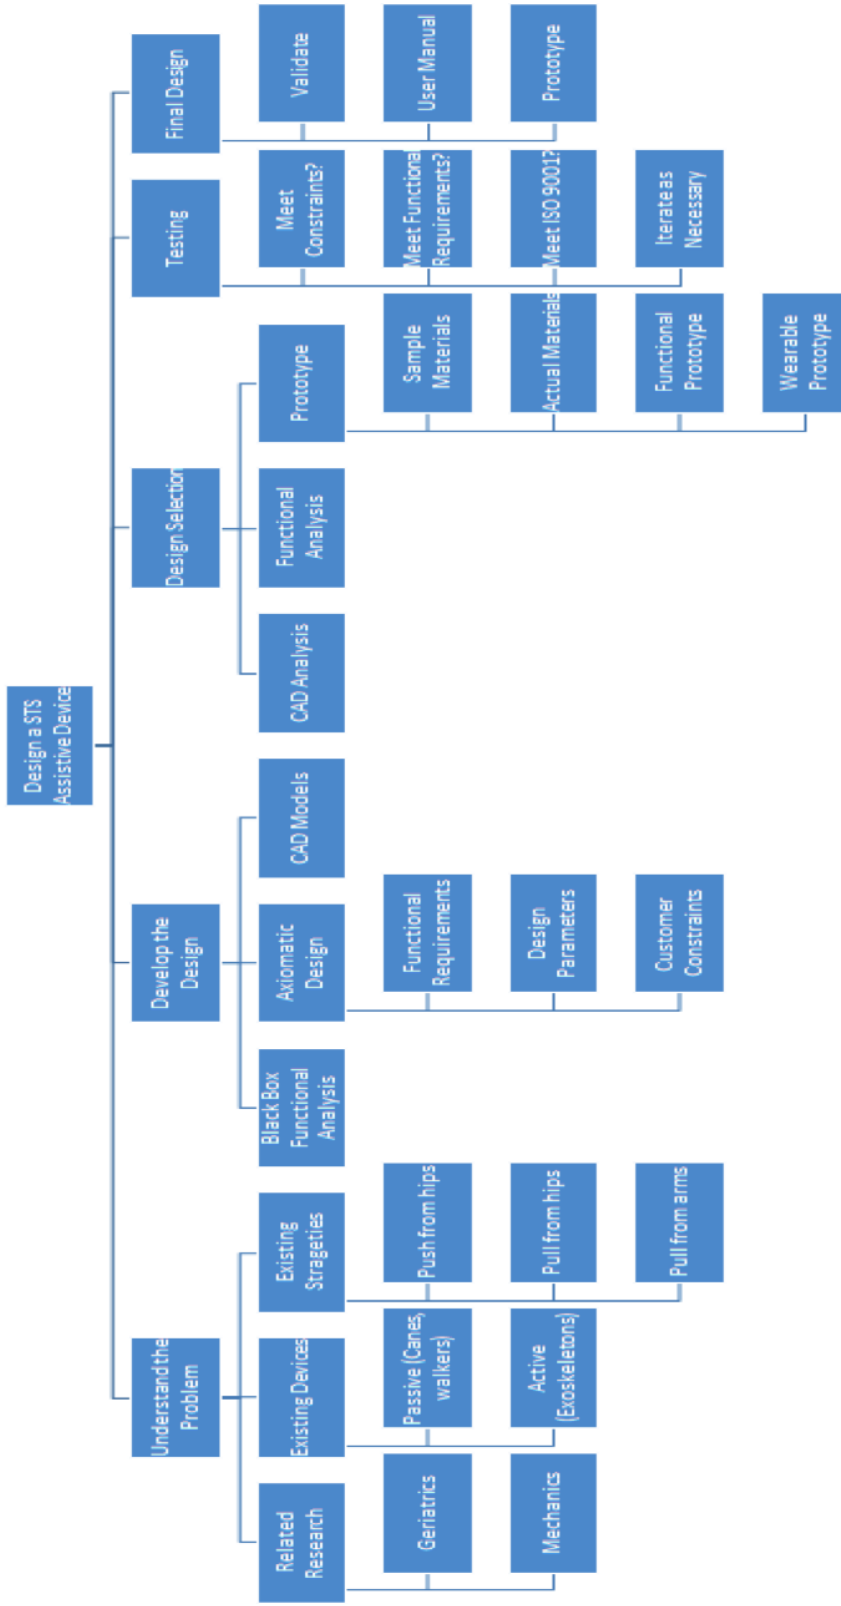 Design a STS
Assistive Device
Understand the
Problem
Related
Research
Geriatrics
Mechanics
Existing Devices
Passive (Canes,
walkers)
Active
(Exoskeletons)
Existing
Strageties
Push from hips
Pull from hips
Pull from arms
Develop the
Design
Black Box
Functional
Analysis
Axiomatic
Design
Functional
Requirements
Design
Parameters
Customer
Constraints
CAD Models
Design Selection
CAD Analysis
Functional
Analysis
Prototype
Sample
Materials
Actual Materials
Functional
Prototype
Wearable
Prototype
Testing
Meet
Constraints?
Meet Functional
Requirements?
Meet ISO 9001?
Iterate as
Necessary
Final Design
Validate
User Manual
Prototype